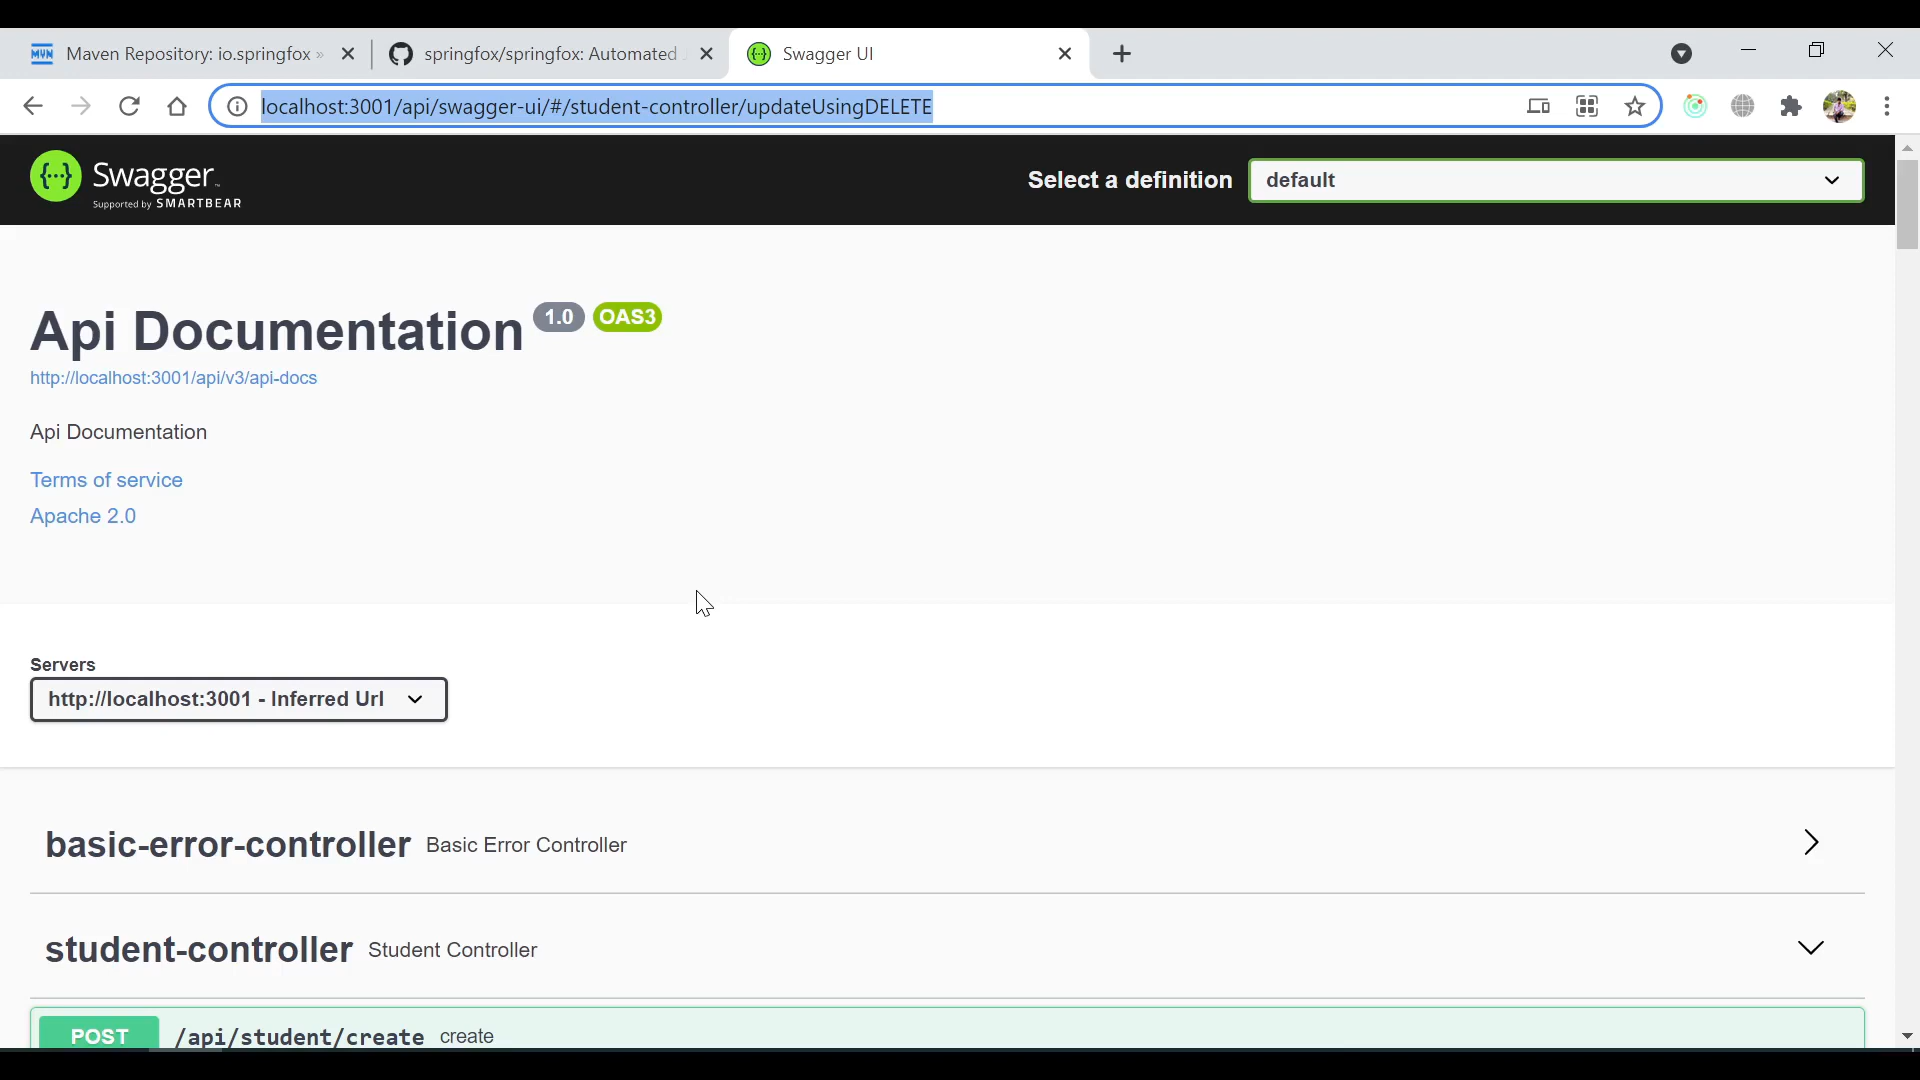 MVN Maven Repository: io.springfox » springfox/springfox: Automated Swagger UI
localhost:3001/api/swagger-ui/#/student-controller/updateUsingDELETE
{···} Swagger™ Select a definition default
Supported by SMARTBEAR
Api Documentation 1.0 OAS3
http://localhost:3001/api/v3/api-docs
Api Documentation
Terms of service
Apache 2.0
Servers
http://localhost:3001 - Inferred Url
basic-error-controller Basic Error Controller
student-controller Student Controller
POST /api/student/create create